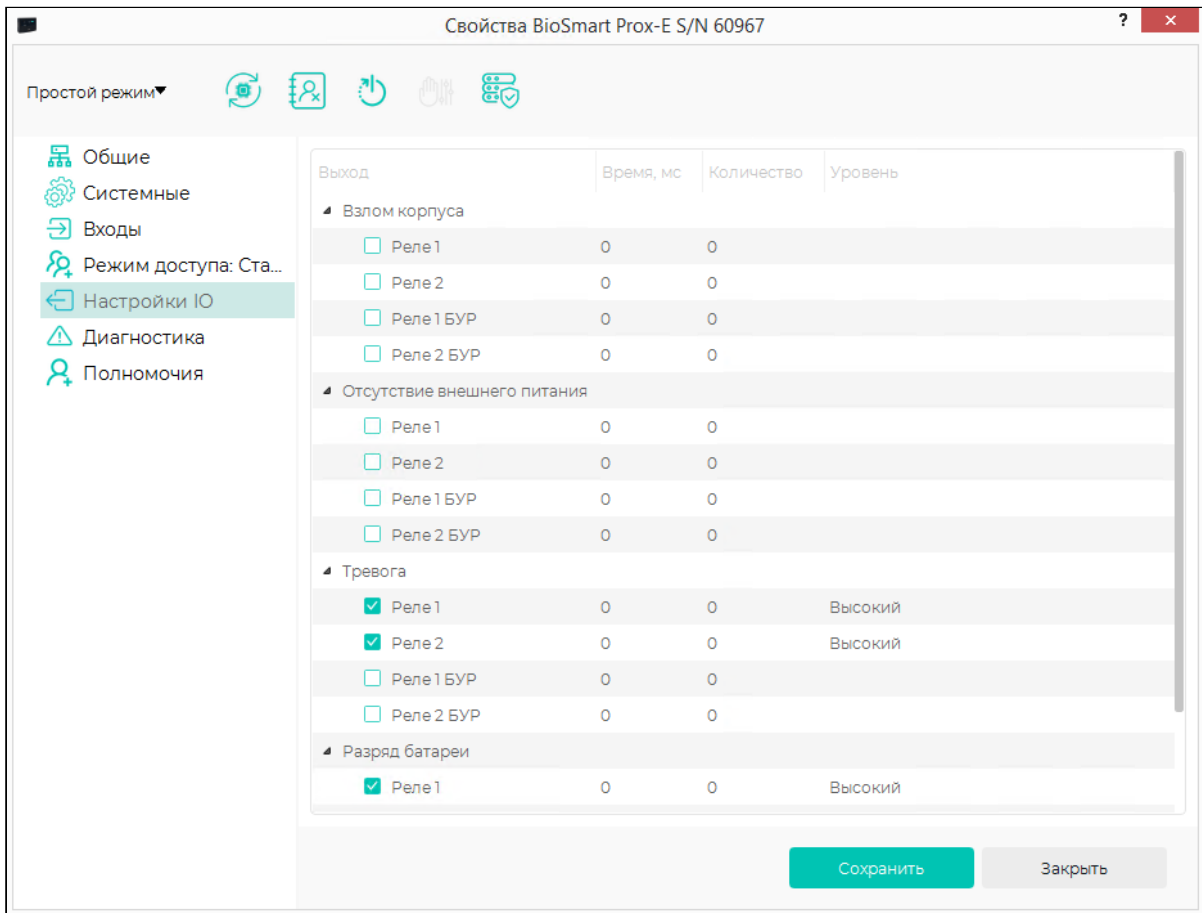 Свойства BioSmart Prox-E S/N 60967 ?
Простой режим
Общие
Системные
Входы
Режим доступа: Ста...
Настройки IO
Диагностика
Полномочия
Выход Время, мс Количество Уровень
Взлом корпуса
Реле 1 0 0
Реле 2 0 0
Реле 1 БУР 0 0
Реле 2 БУР 0 0
Отсутствие внешнего питания
Реле 1 0 0
Реле 2 0 0
Реле 1 БУР 0 0
Реле 2 БУР 0 0
Тревога
Реле 1 0 0 Высокий
Реле 2 0 0 Высокий
Реле 1 БУР 0 0
Реле 2 БУР 0 0
Разряд батареи
Реле 1 0 0 Высокий
Сохранить Закрыть